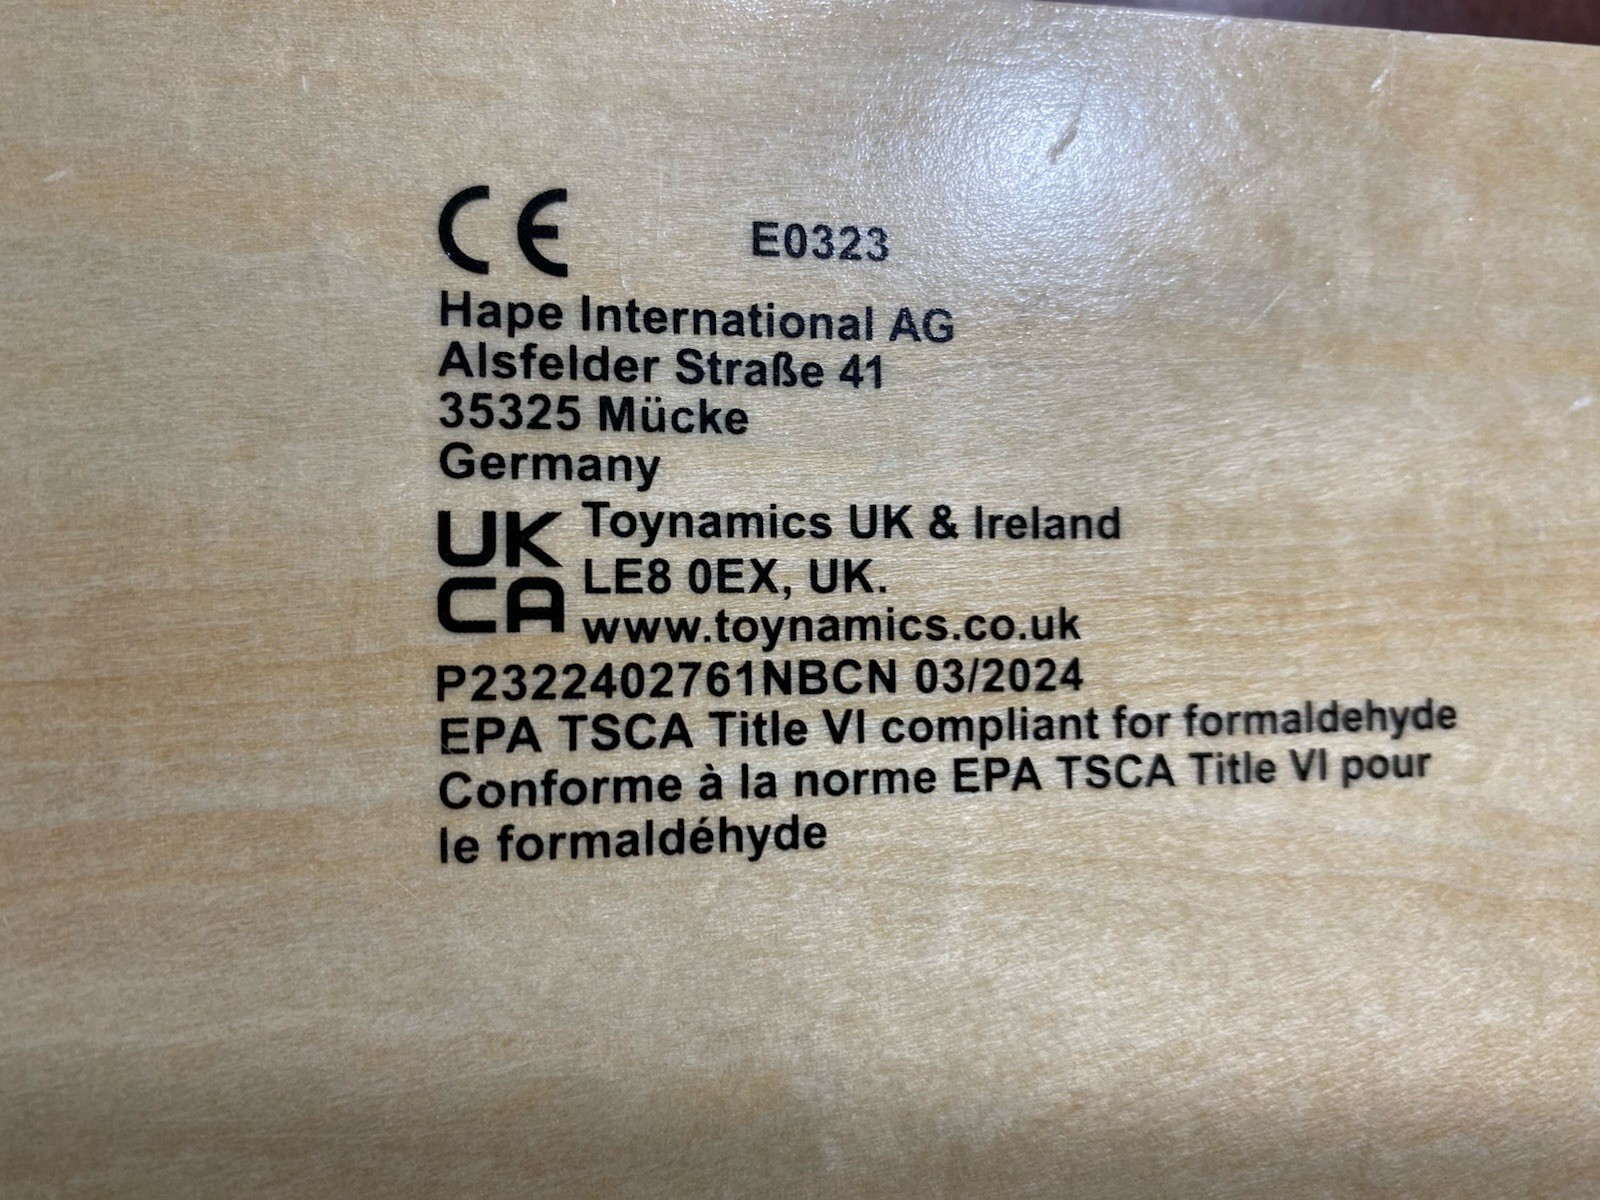 CE E0323
Hape International AG
Alsfelder Straße 41
35325 Mücke
Germany
UK
CA
Toynamics UK & Ireland
LE8 0EX, UK.
www.toynamics.co.uk
P2322402761NBCN 03/2024
EPA TSCA Title VI compliant for formaldehyde
Conforme à la norme EPA TSCA Title VI pour
le formaldéhyde